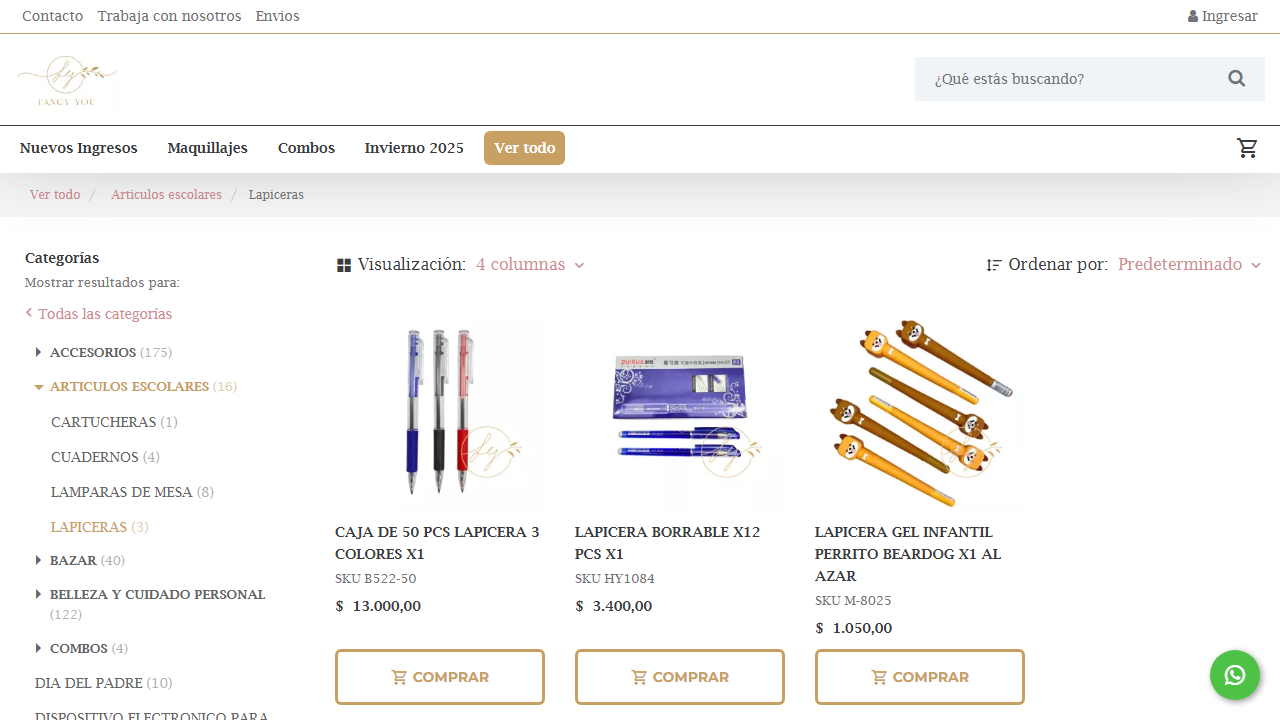 Contacto Trabaja con nosotros Envios Ingresar
fy
FANCY YOU
¿Qué estás buscando?
Nuevos Ingresos Maquillajes Combos Invierno 2025 Ver todo
Ver todo / Articulos escolares / Lapiceras
Categorías
Mostrar resultados para:
Todas las categorías
ACCESORIOS (175)
ARTICULOS ESCOLARES (16)
CARTUCHERAS (1)
CUADERNOS (4)
LAMPARAS DE MESA (8)
LAPICERAS (3)
BAZAR (40)
BELLEZA Y CUIDADO PERSONAL
(122)
COMBOS (4)
DIA DEL PADRE (10)
DISPOSITIVO ELECTRONICO PARA
Visualización: 4 columnas
Ordenar por: Predeterminado
CAJA DE 50 PCS LAPICERA 3
COLORES X1
SKU B522-50
$ 13.000,00
COMPRAR
LAPICERA BORRABLE X12
PCS X1
SKU HY1084
$ 3.400,00
COMPRAR
LAPICERA GEL INFANTIL
PERRITO BEARDOG X1 AL
AZAR
SKU M-8025
$ 1.050,00
COMPRAR